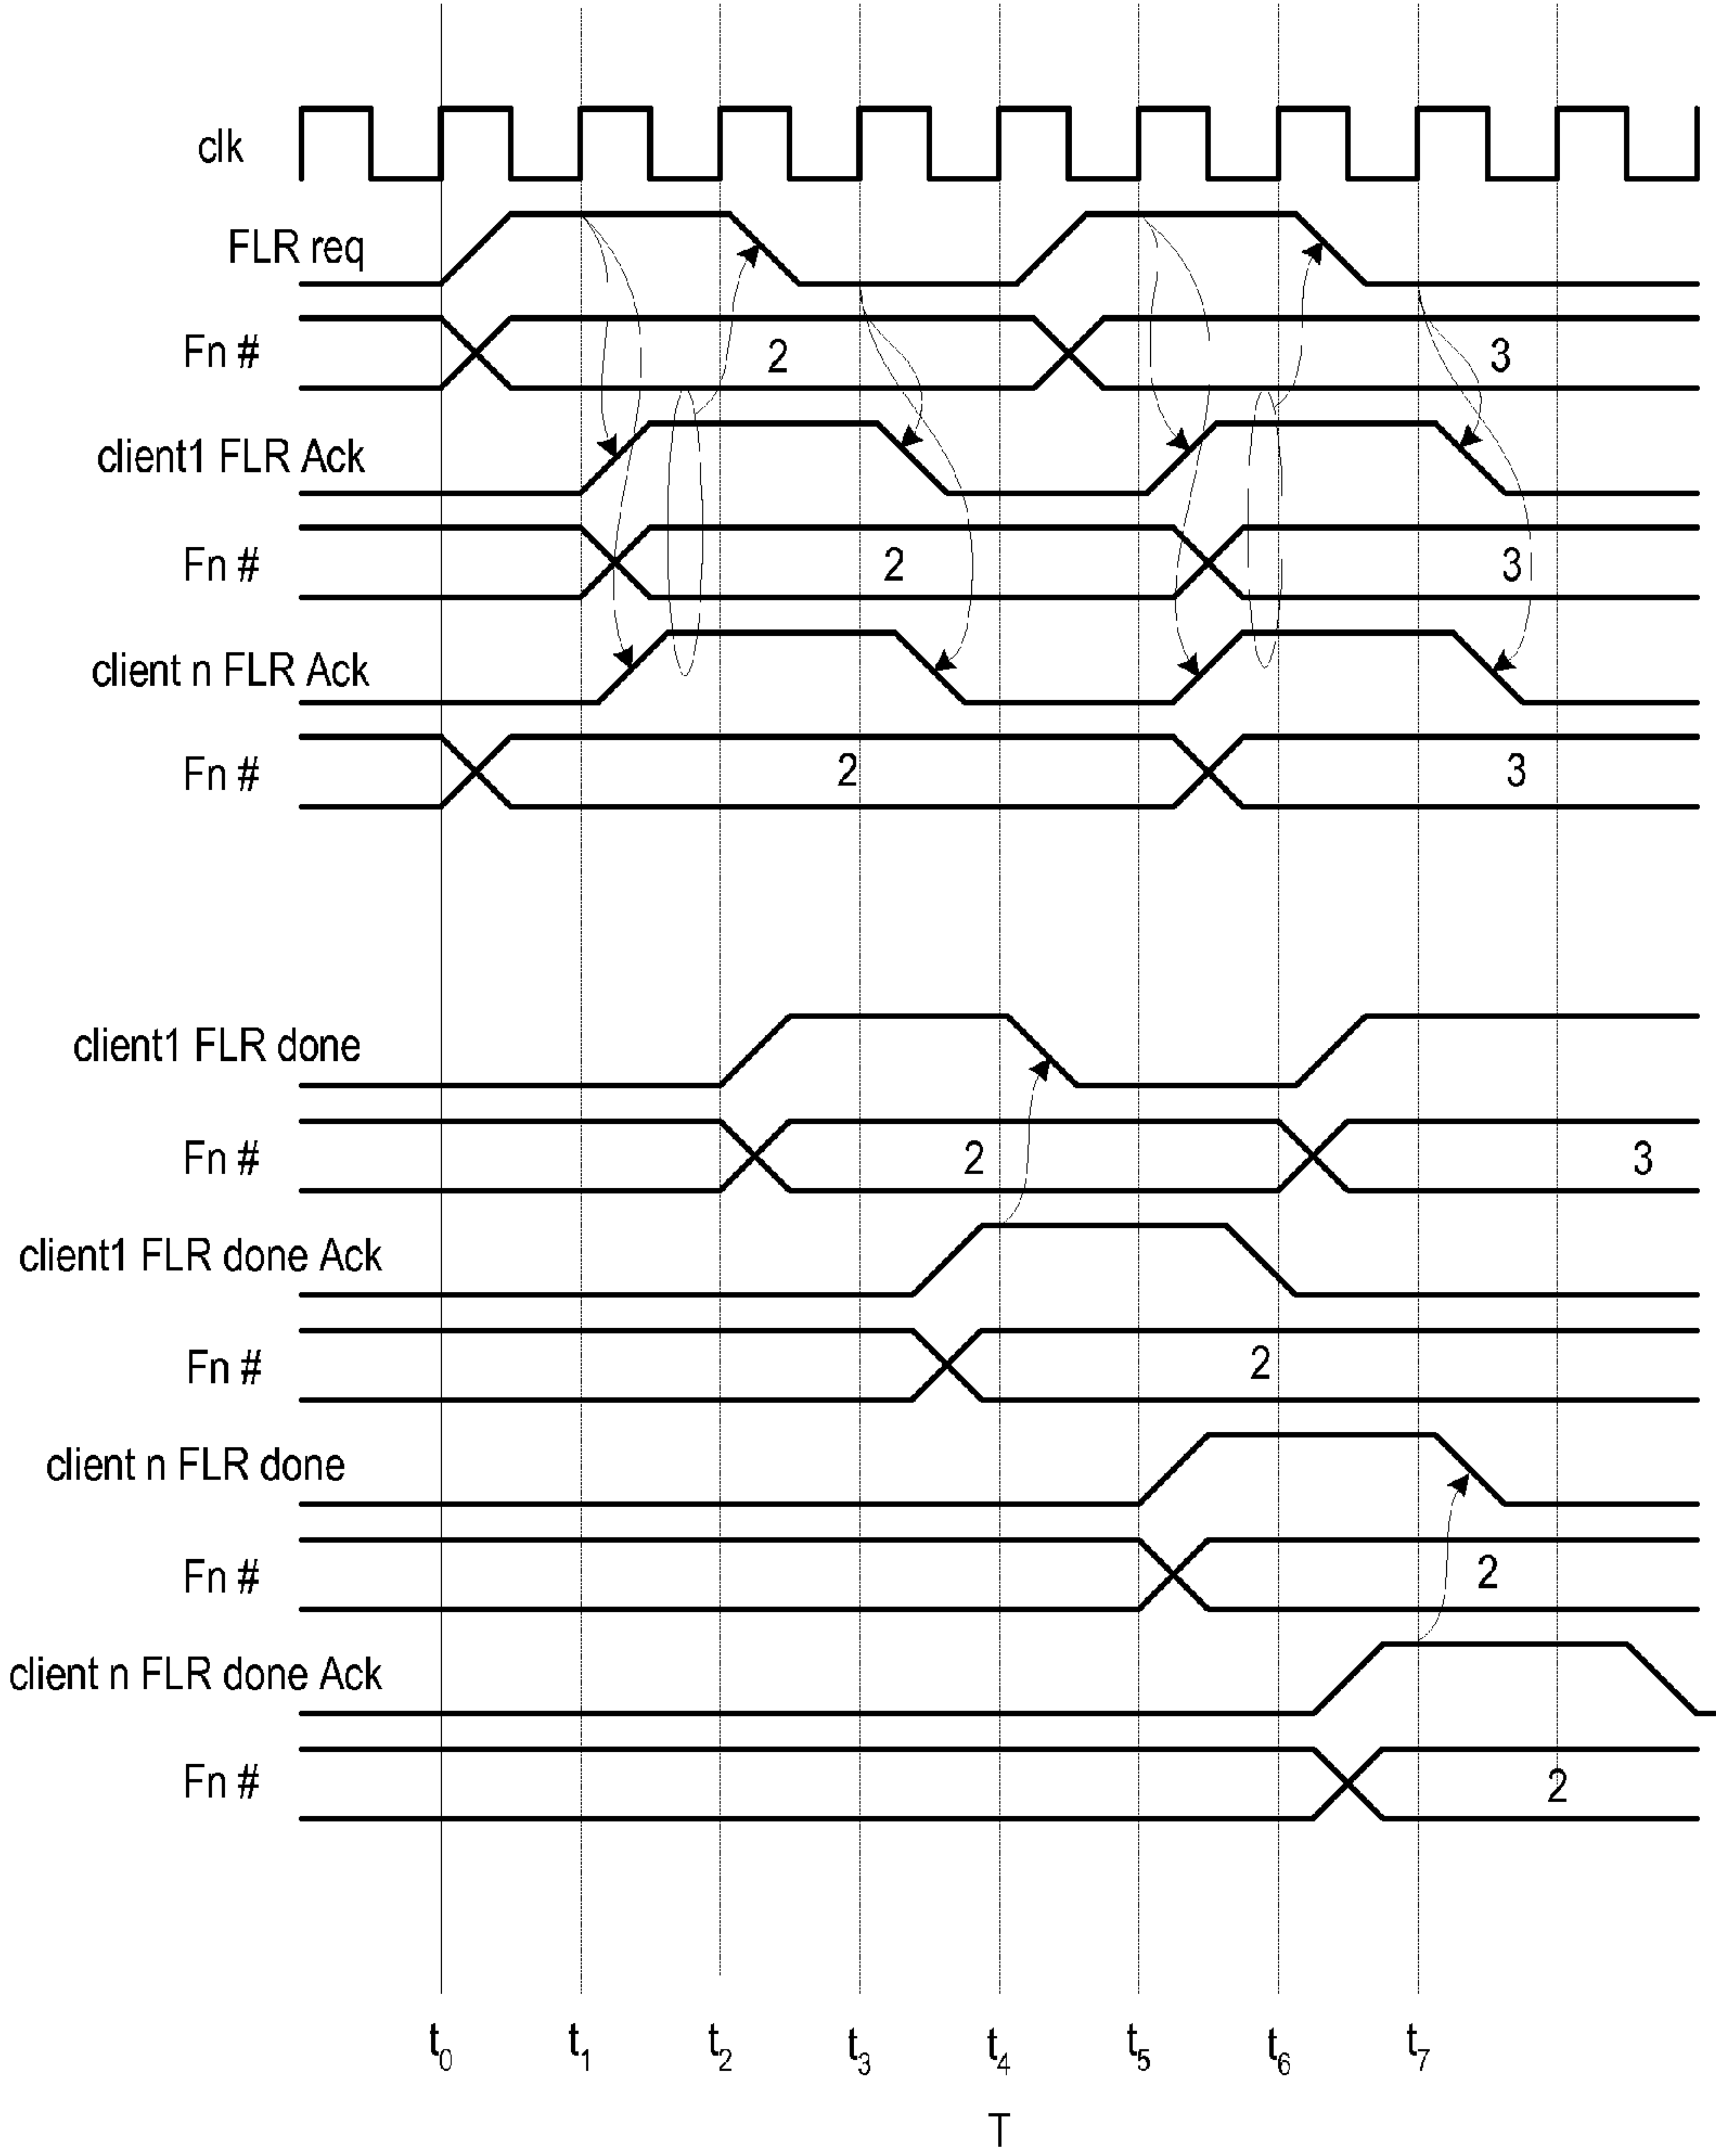 clk
FLR req
Fn # 2 3
client1 FLR Ack
Fn # 2 3
client n FLR Ack
Fn # 2 3
client1 FLR done
Fn # 2 3
client1 FLR done Ack
Fn # 2
client n FLR done
Fn # 2
client n FLR done Ack
Fn # 2
t0 t1 t2 t3 t4 t5 t6 t7
T